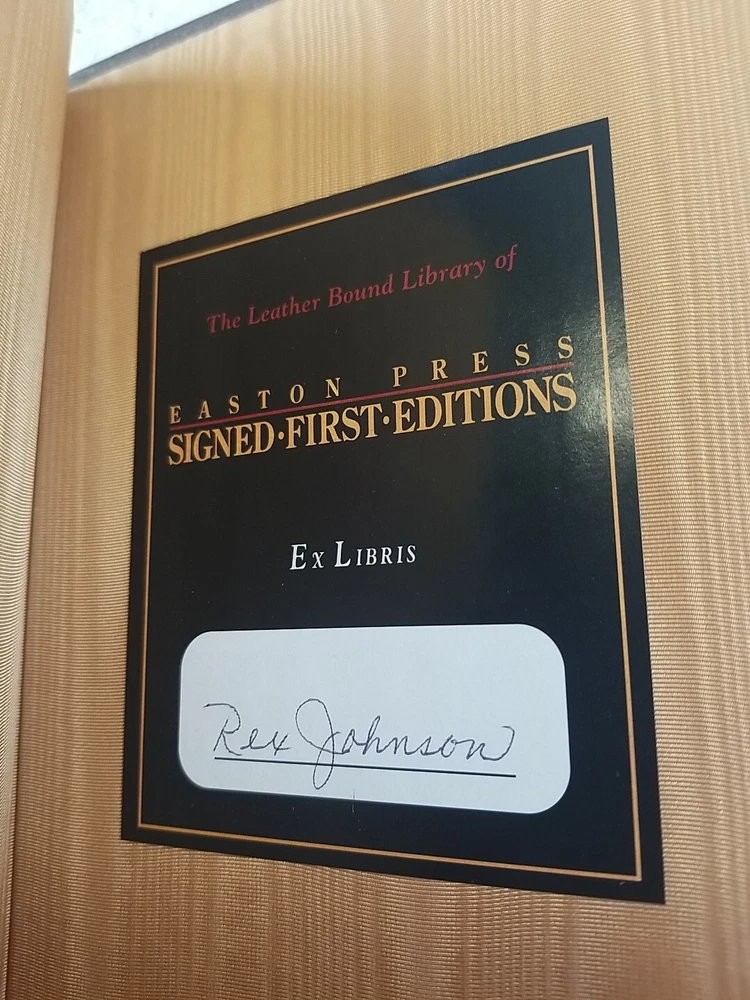 The Leather Bound Library of
EASTON PRESS
SIGNED·FIRST·EDITIONS
EX LIBRIS
Rex Johnson